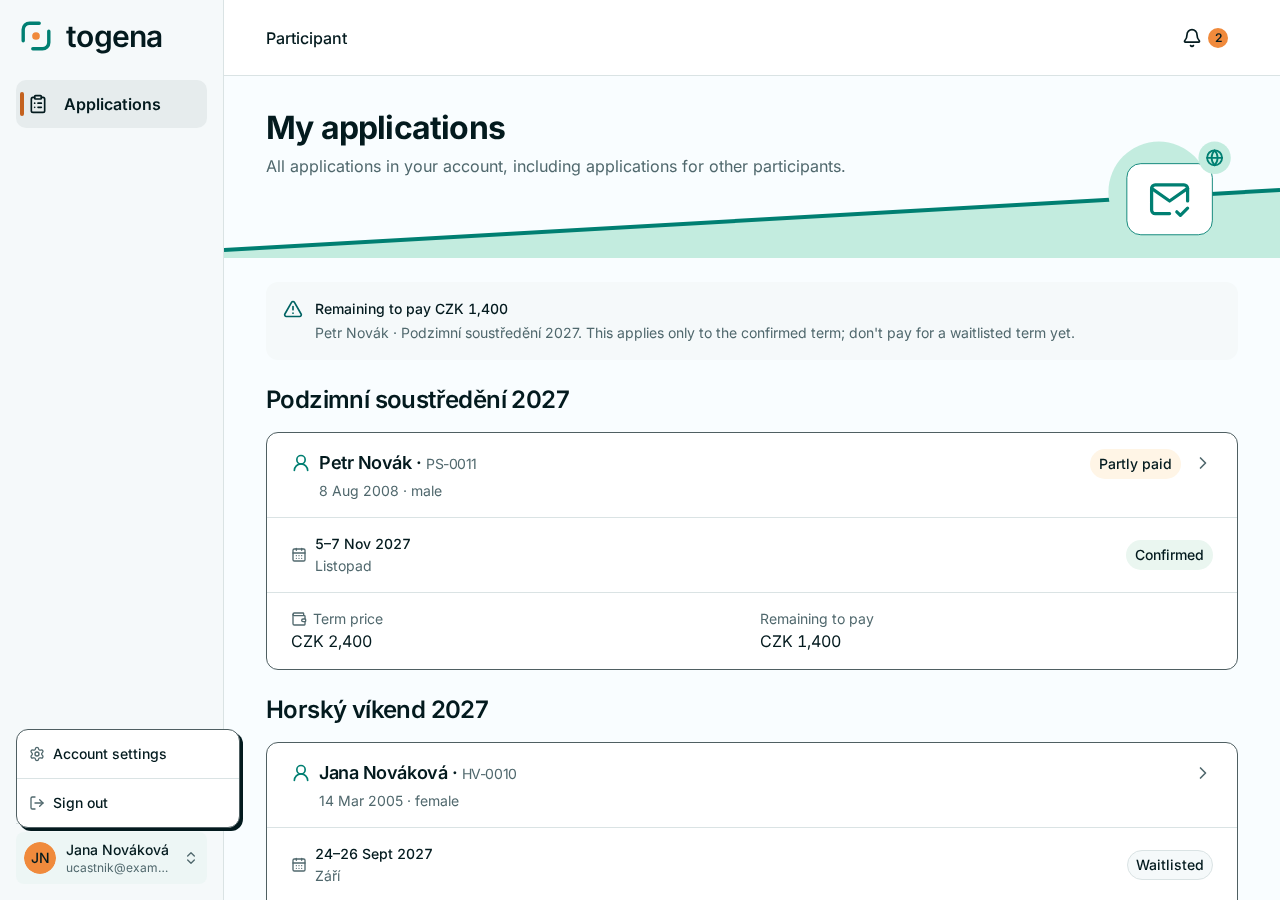 togena
Participant
2
Applications
My applications
All applications in your account, including applications for other participants.
Remaining to pay CZK 1,400
Petr Novák · Podzimní soustředění 2027. This applies only to the confirmed term; don't pay for a waitlisted term yet.
Podzimní soustředění 2027
Petr Novák · PS-0011
Partly paid
8 Aug 2008 · male
5–7 Nov 2027
Listopad
Confirmed
Term price
CZK 2,400
Remaining to pay
CZK 1,400
Horský víkend 2027
Jana Nováková · HV-0010
14 Mar 2005 · female
24–26 Sept 2027
Září
Waitlisted
Account settings
Sign out
JN
Jana Nováková
ucastnik@exam...